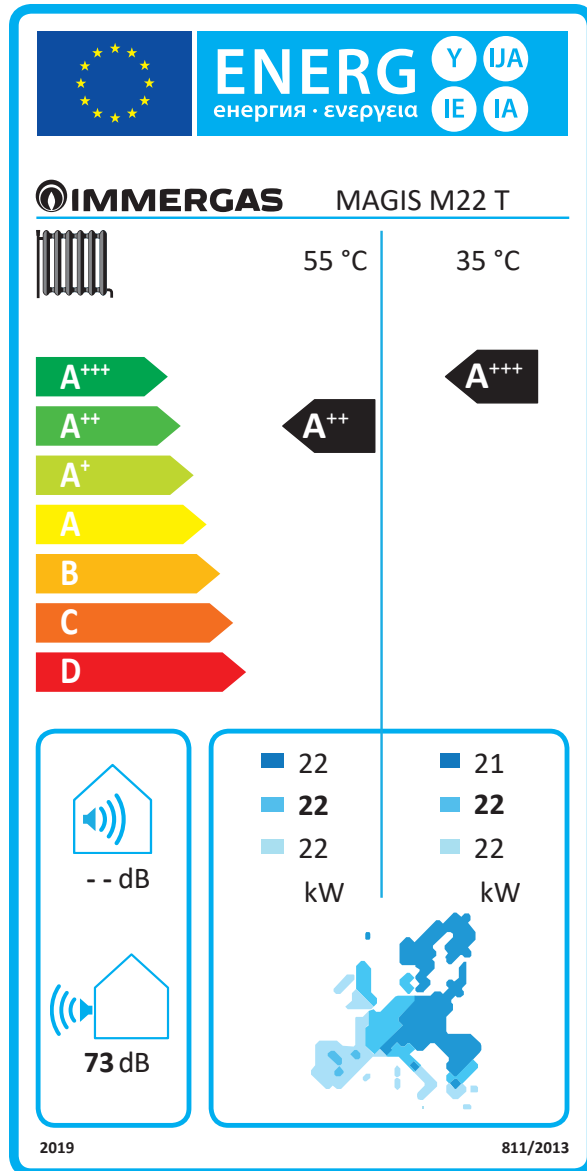 ENERG Y IJA
енергия · ενεργεια IE IA
IMMERGAS MAGIS M22 T
55 °C 35 °C
A+++ A+++
A++ A++
A+
A
B
C
D
22 21
22 22
22 22
kW kW
- - dB
73 dB
2019 811/2013